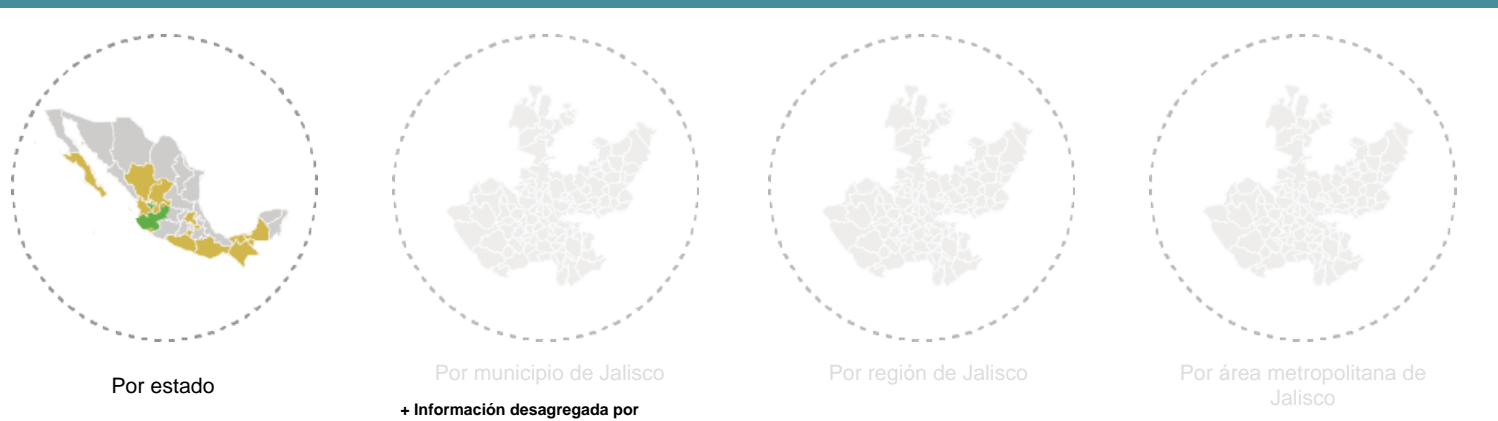 Por estado
Por municipio de Jalisco
+ Información desagregada por
Por región de Jalisco
Por área metropolitana de
Jalisco